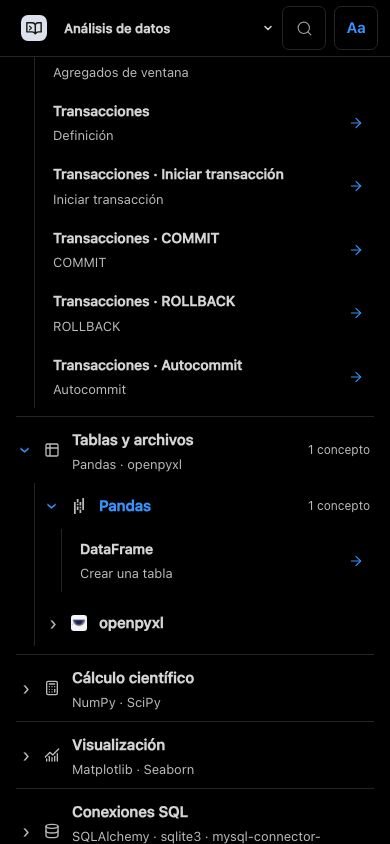 Análisis de datos
Aa
Agregados de ventana
Transacciones
Definición
Transacciones · Iniciar transacción
Iniciar transacción
Transacciones · COMMIT
COMMIT
Transacciones · ROLLBACK
ROLLBACK
Transacciones · Autocommit
Autocommit
Tablas y archivos
1 concepto
Pandas · openpyxl
Pandas
1 concepto
DataFrame
Crear una tabla
openpyxl
Cálculo científico
NumPy · SciPy
Visualización
Matplotlib · Seaborn
Conexiones SQL
SQLAlchemy · sqlite3 · mysql-connector-